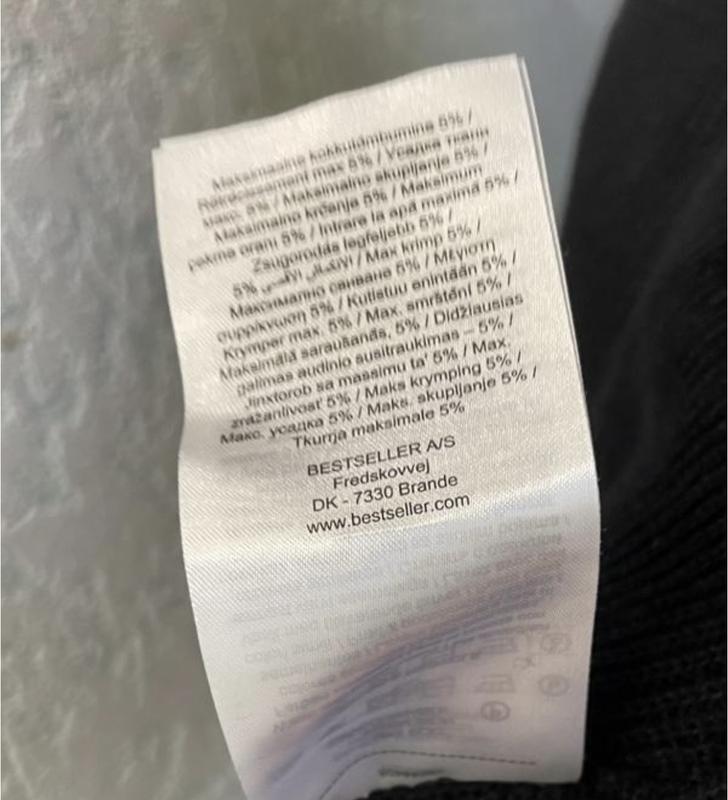 Maksimaalne kokkutõmbumine 5% /
Rétrécissement max 5% / Усадка ткани
макс. 5% / Maksimalno skupljanje 5% /
Maksimalno krčenje 5% / Maksimum
çekme oranı 5% / Intrare la apă maximă 5% /
Zsugorodás legfeljebb 5% /
5% الانكماش الأقصى / Max krimp 5% /
Максимално свиване 5% / Μέγιστη
συρρίκνωση 5% / Kutistuu enintään 5% /
Krymper max. 5% / Max. smrštění 5% /
Maksimālā saraušanās, 5% / Didžiausias
galimas audinio susitraukimas – 5% /
Jinxtorob sa massimu ta' 5% / Max.
zrážanlivosť 5% / Maks krymping 5% /
Макс. усадка 5% / Maks. skupljanje 5% /
Tkurrja maksimale 5%
BESTSELLER A/S
Fredskovvej
DK - 7330 Brande
www.bestseller.com